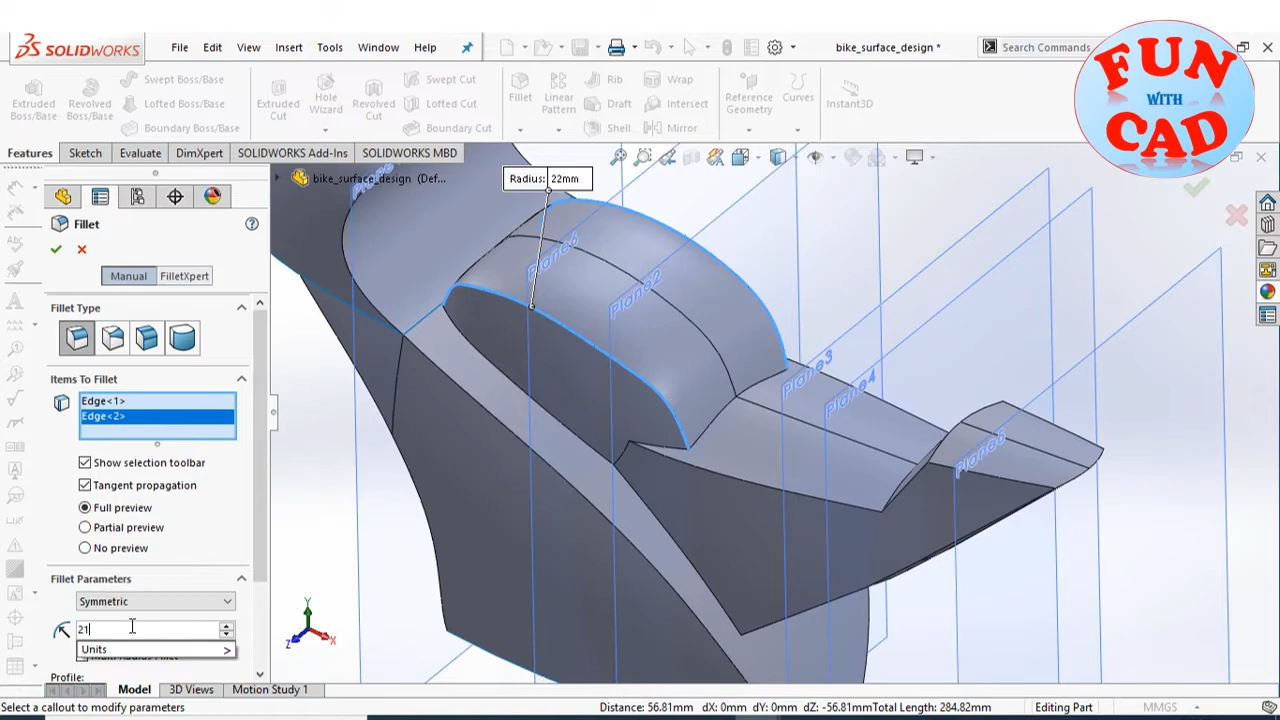 SOLIDWORKS
File Edit View Insert Tools Window Help
bike_surface_design *
Search Commands
FUN
WITH
CAD
Extruded Boss/Base
Revolved Boss/Base
Swept Boss/Base
Lofted Boss/Base
Boundary Boss/Base
Extruded Cut
Hole Wizard
Revolved Cut
Swept Cut
Lofted Cut
Boundary Cut
Fillet
Linear Pattern
Rib
Draft
Shell
Wrap
Intersect
Mirror
Reference Geometry
Curves
Instant3D
Features Sketch Evaluate DimXpert SOLIDWORKS Add-Ins SOLIDWORKS MBD
bike_surface_design (Def...
Radius: 22mm
Plane6
Plane2
Plane3
Plane4
Plane5
Fillet
Manual FilletXpert
Fillet Type
Items To Fillet
Edge<1>
Edge<2>
Show selection toolbar
Tangent propagation
Full preview
Partial preview
No preview
Fillet Parameters
Symmetric
21
Units >
Profile:
Y
X
Z
Model 3D Views Motion Study 1
Select a callout to modify parameters
Distance: 56.81mm dX: 0mm dY: 0mm dZ: -56.81mmTotal Length: 284.82mm
Editing Part
MMGS